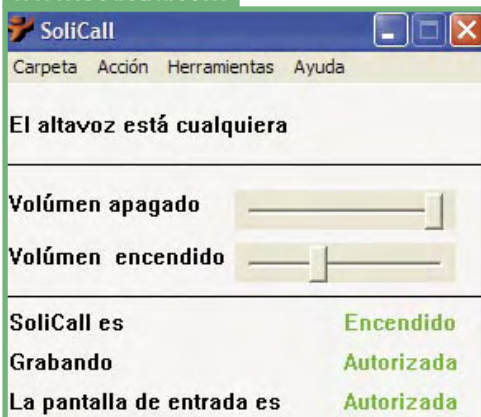 SoliCall
Carpeta Acción Herramientas Ayuda
El altavoz está cualquiera
Volúmen apagado
Volúmen encendido
SoliCall es Encendido
Grabando Autorizada
La pantalla de entrada es Autorizada